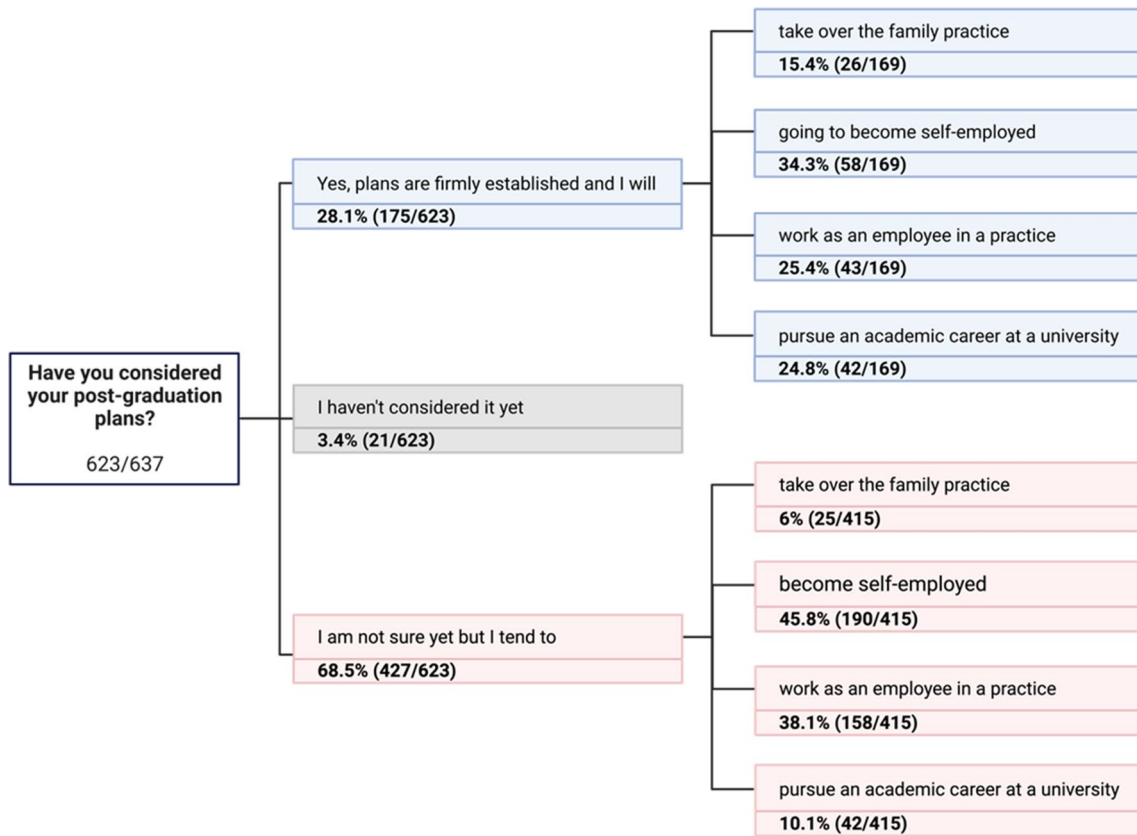 Have you considered
your post-graduation
plans?
623/637
Yes, plans are firmly established and I will
28.1% (175/623)
take over the family practice
15.4% (26/169)
going to become self-employed
34.3% (58/169)
work as an employee in a practice
25.4% (43/169)
pursue an academic career at a university
24.8% (42/169)
I haven't considered it yet
3.4% (21/623)
I am not sure yet but I tend to
68.5% (427/623)
take over the family practice
6% (25/415)
become self-employed
45.8% (190/415)
work as an employee in a practice
38.1% (158/415)
pursue an academic career at a university
10.1% (42/415)